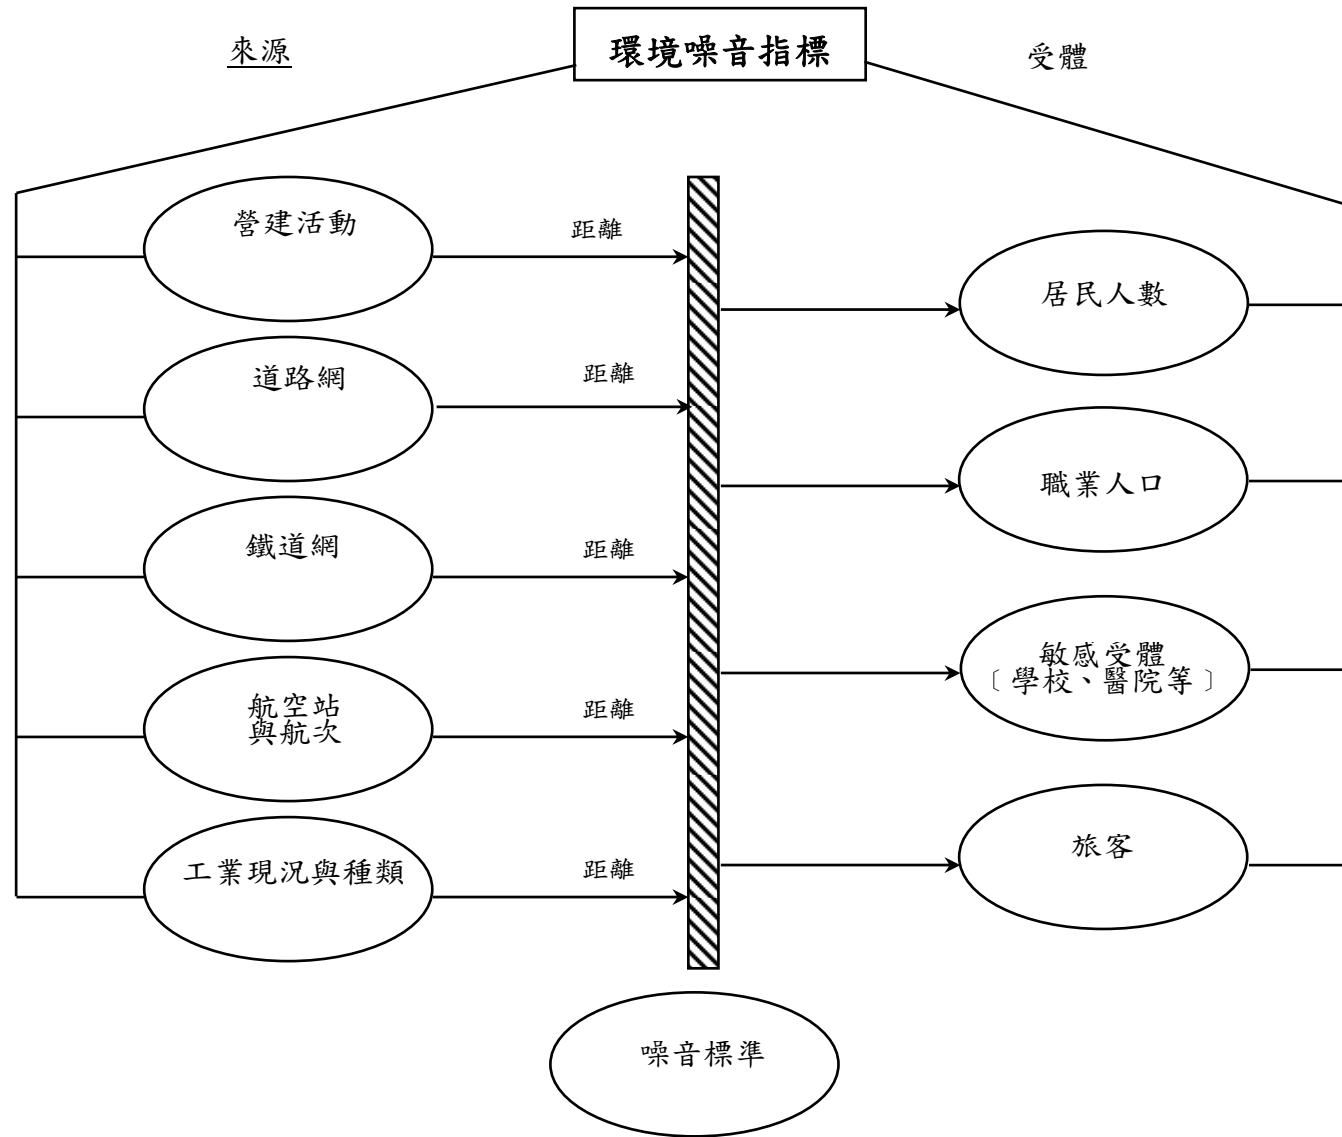 來源
環境噪音指標
受體
營建活動
距離
居民人數
道路網
距離
職業人口
鐵道網
距離
敏感受體
﹝學校、醫院等﹞
航空站
與航次
距離
旅客
工業現況與種類
距離
噪音標準